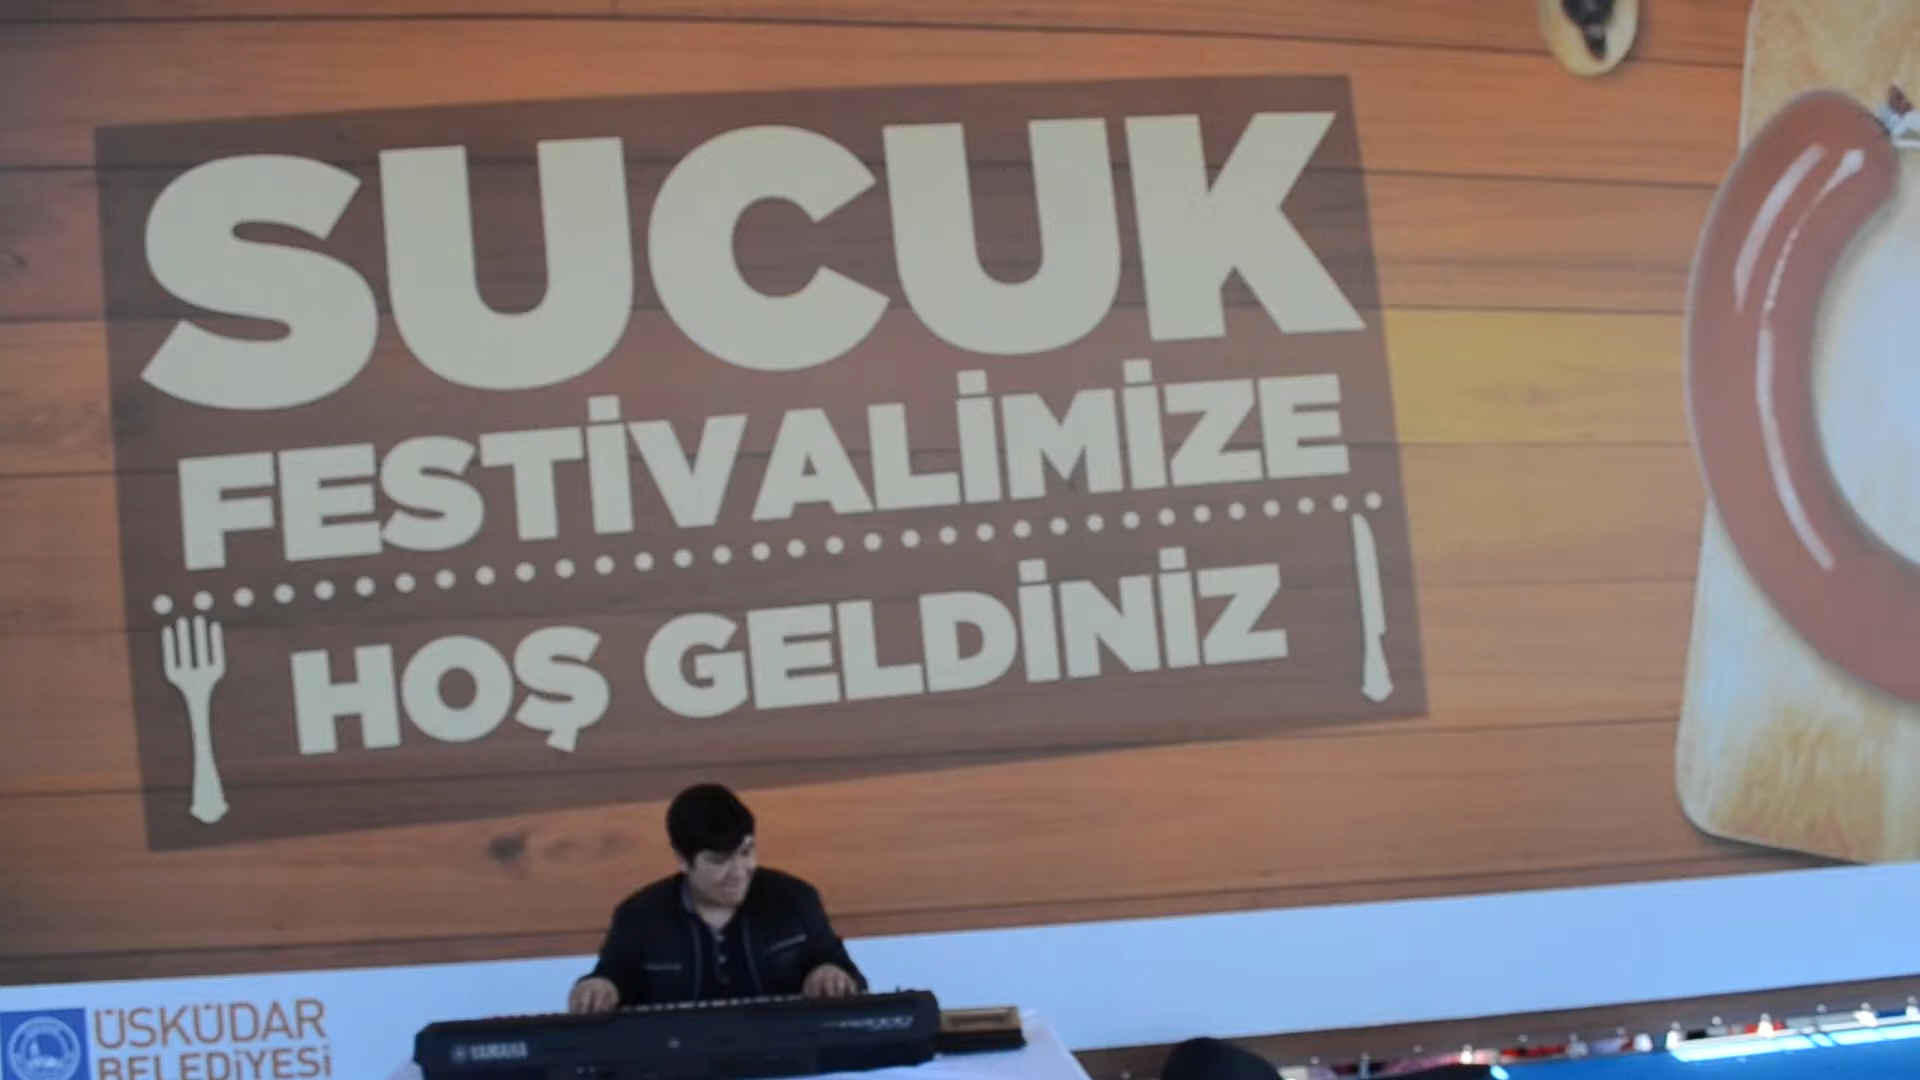 SUCUK
FESTİVALİMİZE
HOŞ GELDİNİZ
ÜSKÜDAR
BELEDİYESİ
YAMAHA